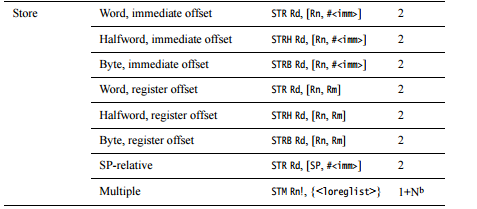 Store Word, immediate offset STR Rd, [Rn, #<imm>] 2
Halfword, immediate offset STRH Rd, [Rn, #<imm>] 2
Byte, immediate offset STRB Rd, [Rn, #<imm>] 2
Word, register offset STR Rd, [Rn, Rm] 2
Halfword, register offset STRH Rd, [Rn, Rm] 2
Byte, register offset STRB Rd, [Rn, Rm] 2
SP-relative STR Rd, [SP, #<imm>] 2
Multiple STM Rn!, {<loreglist>} 1+Nᵇ